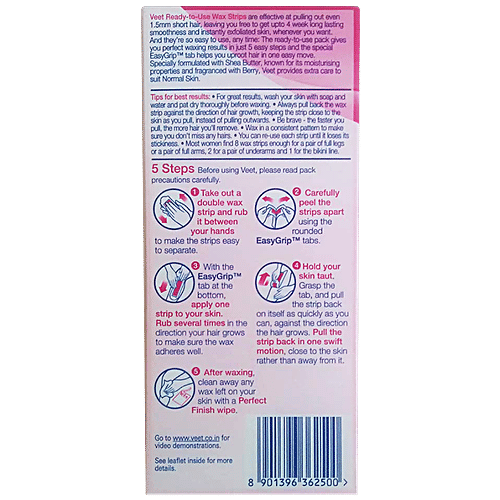 Veet Ready-to-Use Wax Strips are effective at pulling out even
1.5mm short hair, leaving you free to get upto 4 week long lasting
smoothness and instantly exfoliated skin, whenever you want.
And they're so easy to use, any time: The ready-to-use pack gives
you perfect waxing results in just 5 easy steps and the special
EasyGrip™ tab helps you uproot hair in one easy move.
Specially formulated with Shea Butter, known for its moisturising
properties and fragranced with Berry, Veet provides extra care to
suit Normal Skin.
Tips for best results: • For great results, wash your skin with soap and
water and pat dry thoroughly before waxing. • Always pull back the wax
strip against the direction of hair growth, keeping the strip close to the
skin as you pull, instead of pulling outwards. • Be brave - the faster you
pull, the more hair you'll remove. • Wax in a consistent pattern to make
sure you don't miss any hairs. • You can re-use each strip until it loses its
stickiness. • Most women find 8 wax strips enough for a pair of full legs
or a pair of full arms, 2 for a pair of underarms and 1 for the bikini line.
5 Steps Before using Veet, please read pack
precautions carefully.
1 Take out a
double wax
strip and rub
it between
your hands
to make the strips easy
to separate.
2 Carefully
peel the
strips apart
using the
rounded
EasyGrip™ tabs.
3 With the
EasyGrip™
tab at the
bottom,
apply one
strip to your skin.
Rub several times in the
direction your hair grows
to make sure the wax
adheres well.
4 Hold your
skin taut.
Grasp the
tab, and pull
the strip back
on itself as quickly as you
can, against the direction
the hair grows. Pull the
strip back in one swift
motion, close to the skin
rather than away from it.
5 After waxing,
clean away any
wax left on your
skin with a Perfect
Finish wipe.
Go to www.veet.co.in for
video demonstrations.
See leaflet inside for more
details.
8 901396 362500